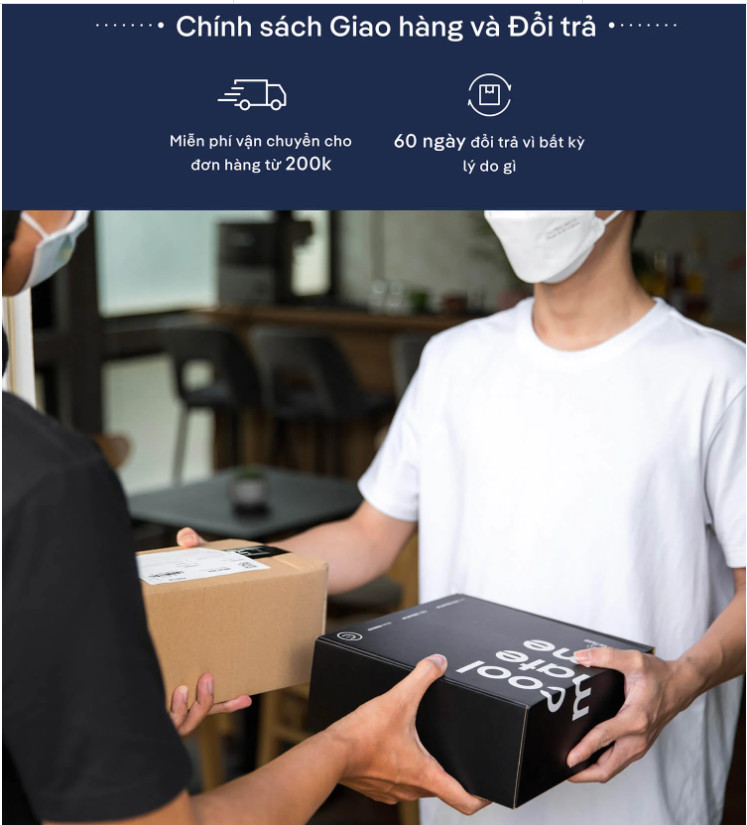 Chính sách Giao hàng và Đổi trả
Miễn phí vận chuyển cho
đơn hàng từ 200k
60 ngày đổi trả vì bất kỳ
lý do gì
cool
mate
me